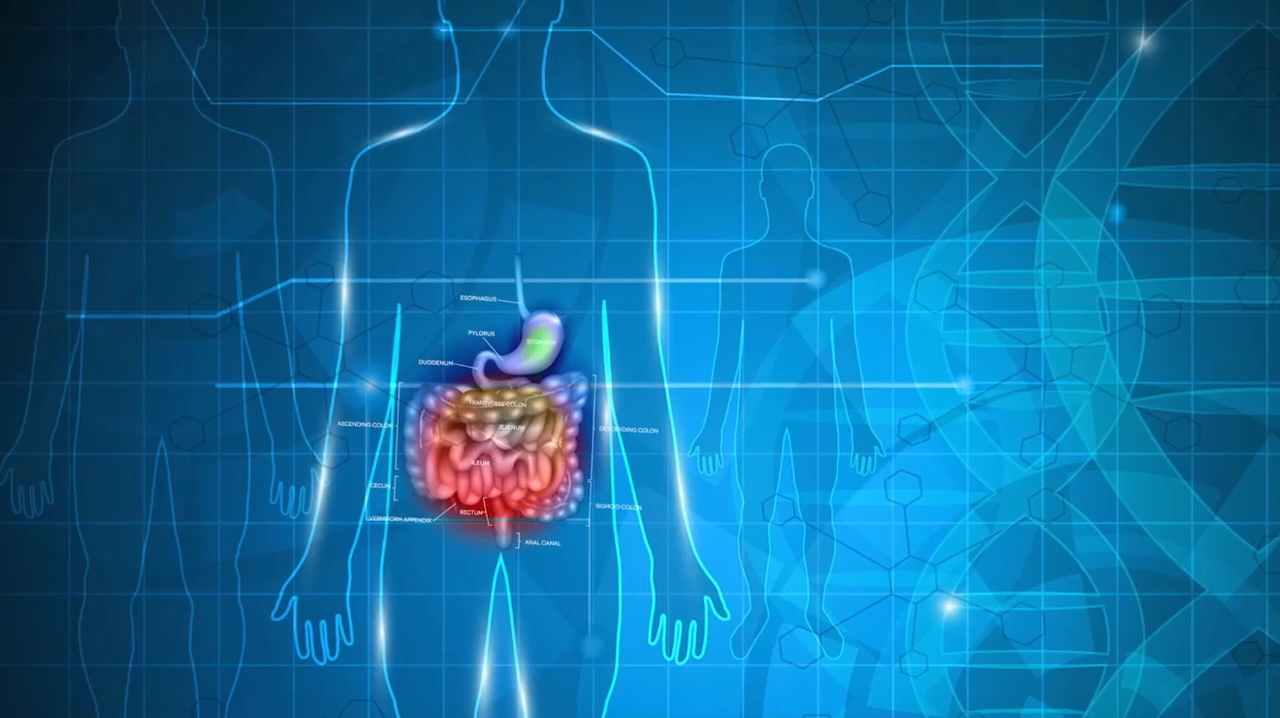 ESOPHAGUS
PYLORUS
STOMACH
DUODENUM
TRANSVERSE COLON
ASCENDING COLON
JEJENUM
DESCENDING COLON
ILEUM
CECUM
SIGMOID COLON
RECTUM
VERMIFORM APPENDIX
ANAL CANAL